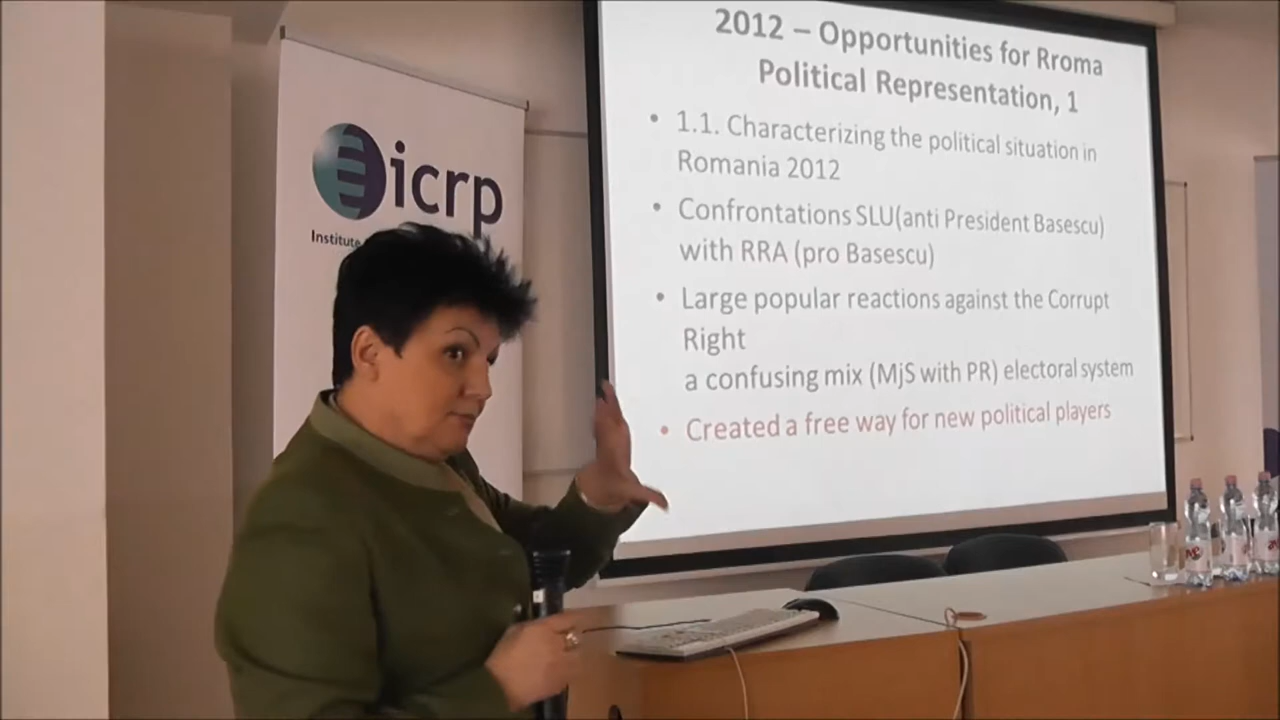 icrp
Institute
2012 – Opportunities for Rroma
Political Representation, 1
• 1.1. Characterizing the political situation in
Romania 2012
• Confrontations SLU(anti President Basescu)
with RRA (pro Basescu)
• Large popular reactions against the Corrupt
Right
a confusing mix (MjS with PR) electoral system
• Created a free way for new political players